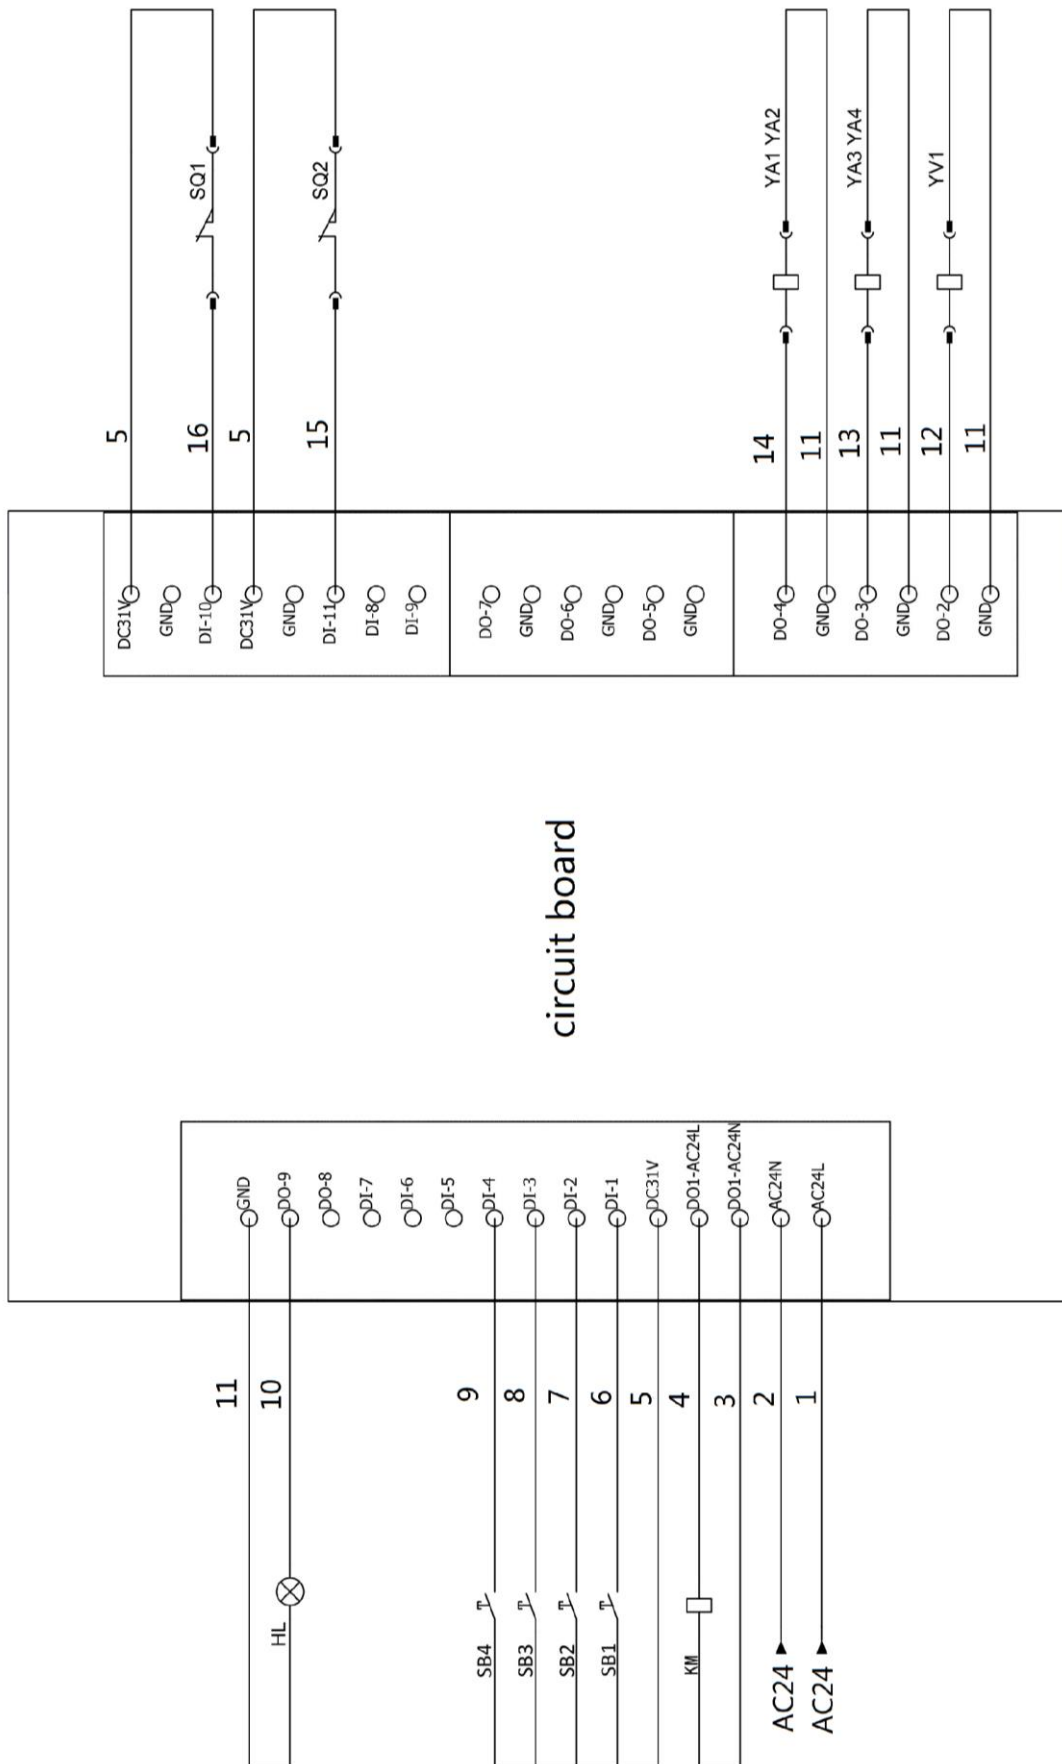 5
16
5
15
SQ1
SQ2
14
11
13
11
12
11
YA1 YA2
YA3 YA4
YV1
DC31V
GND
DI-10
DC31V
GND
DI-11
DI-8
DI-9
DO-7
GND
DO-6
GND
DO-5
GND
DO-4
GND
DO-3
GND
DO-2
GND
circuit board
GND
DO-9
DO-8
DI-7
DI-6
DI-5
DI-4
DI-3
DI-2
DI-1
DC31V
DO1-AC24L
DO1-AC24N
AC24N
AC24L
11
10
9
8
7
6
5
4
3
2
1
HL
SB4
SB3
SB2
SB1
KM
AC24
AC24